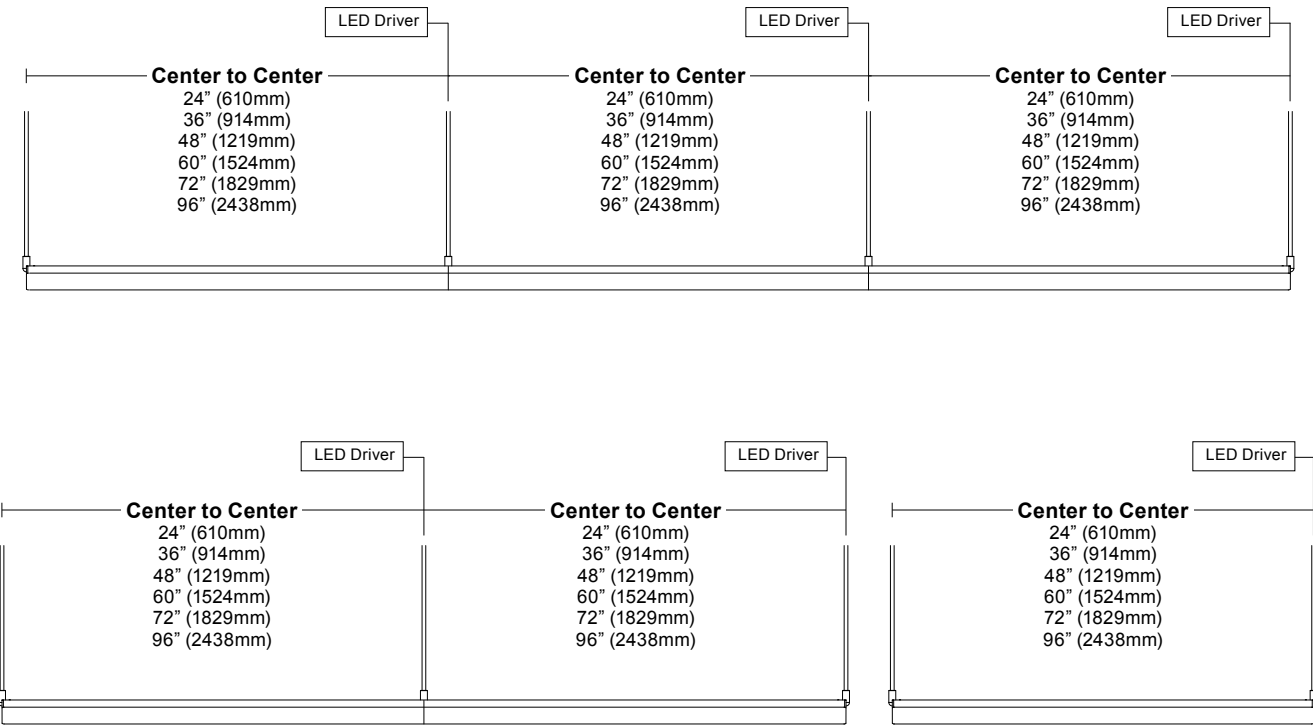 LED Driver
LED Driver
LED Driver
Center to Center
24” (610mm)
36” (914mm)
48” (1219mm)
60” (1524mm)
72” (1829mm)
96” (2438mm)
Center to Center
24” (610mm)
36” (914mm)
48” (1219mm)
60” (1524mm)
72” (1829mm)
96” (2438mm)
Center to Center
24” (610mm)
36” (914mm)
48” (1219mm)
60” (1524mm)
72” (1829mm)
96” (2438mm)
LED Driver
LED Driver
LED Driver
Center to Center
24” (610mm)
36” (914mm)
48” (1219mm)
60” (1524mm)
72” (1829mm)
96” (2438mm)
Center to Center
24” (610mm)
36” (914mm)
48” (1219mm)
60” (1524mm)
72” (1829mm)
96” (2438mm)
Center to Center
24” (610mm)
36” (914mm)
48” (1219mm)
60” (1524mm)
72” (1829mm)
96” (2438mm)